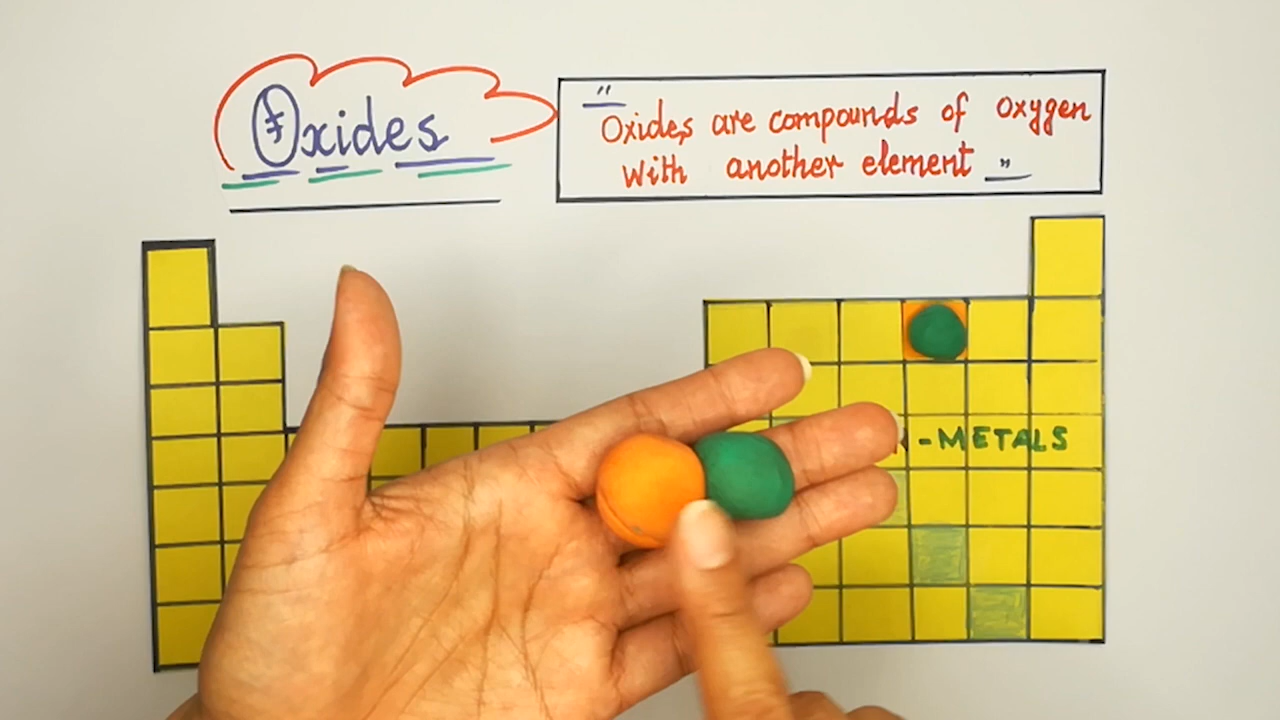 Oxides
" Oxides are compounds of Oxygen
with another element "
- METALS